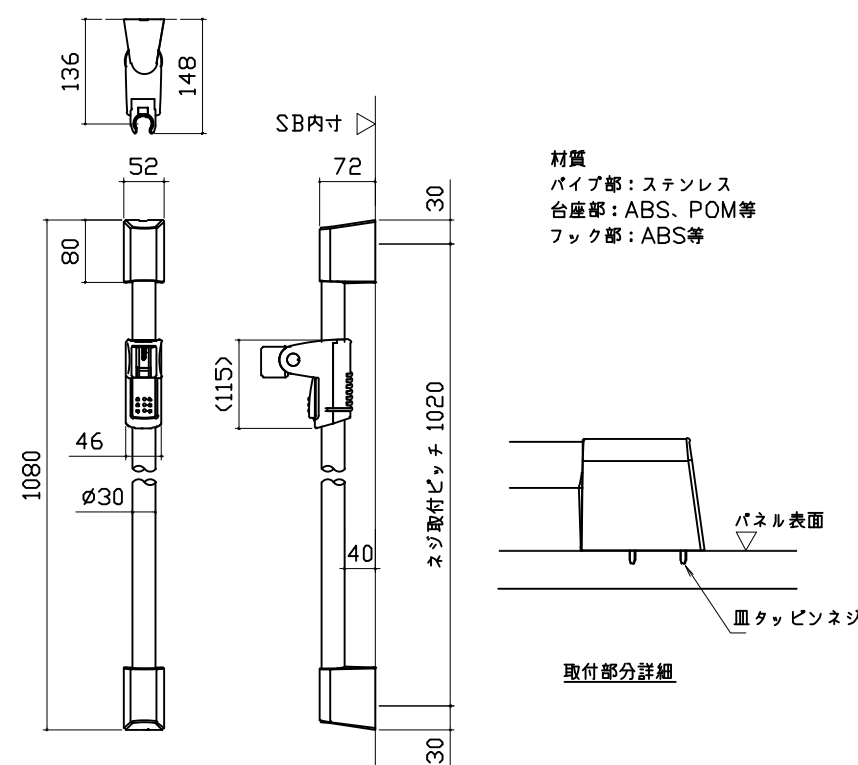 136
148
SB内寸
52
72
30
材質
パイプ部：ステンレス
台座部：ABS、POM等
フック部：ABS等
80
(115)
46
1080
ø30
ネジ取付ピッチ 1020
40
パネル表面
皿タッピンネジ
取付部分詳細
30